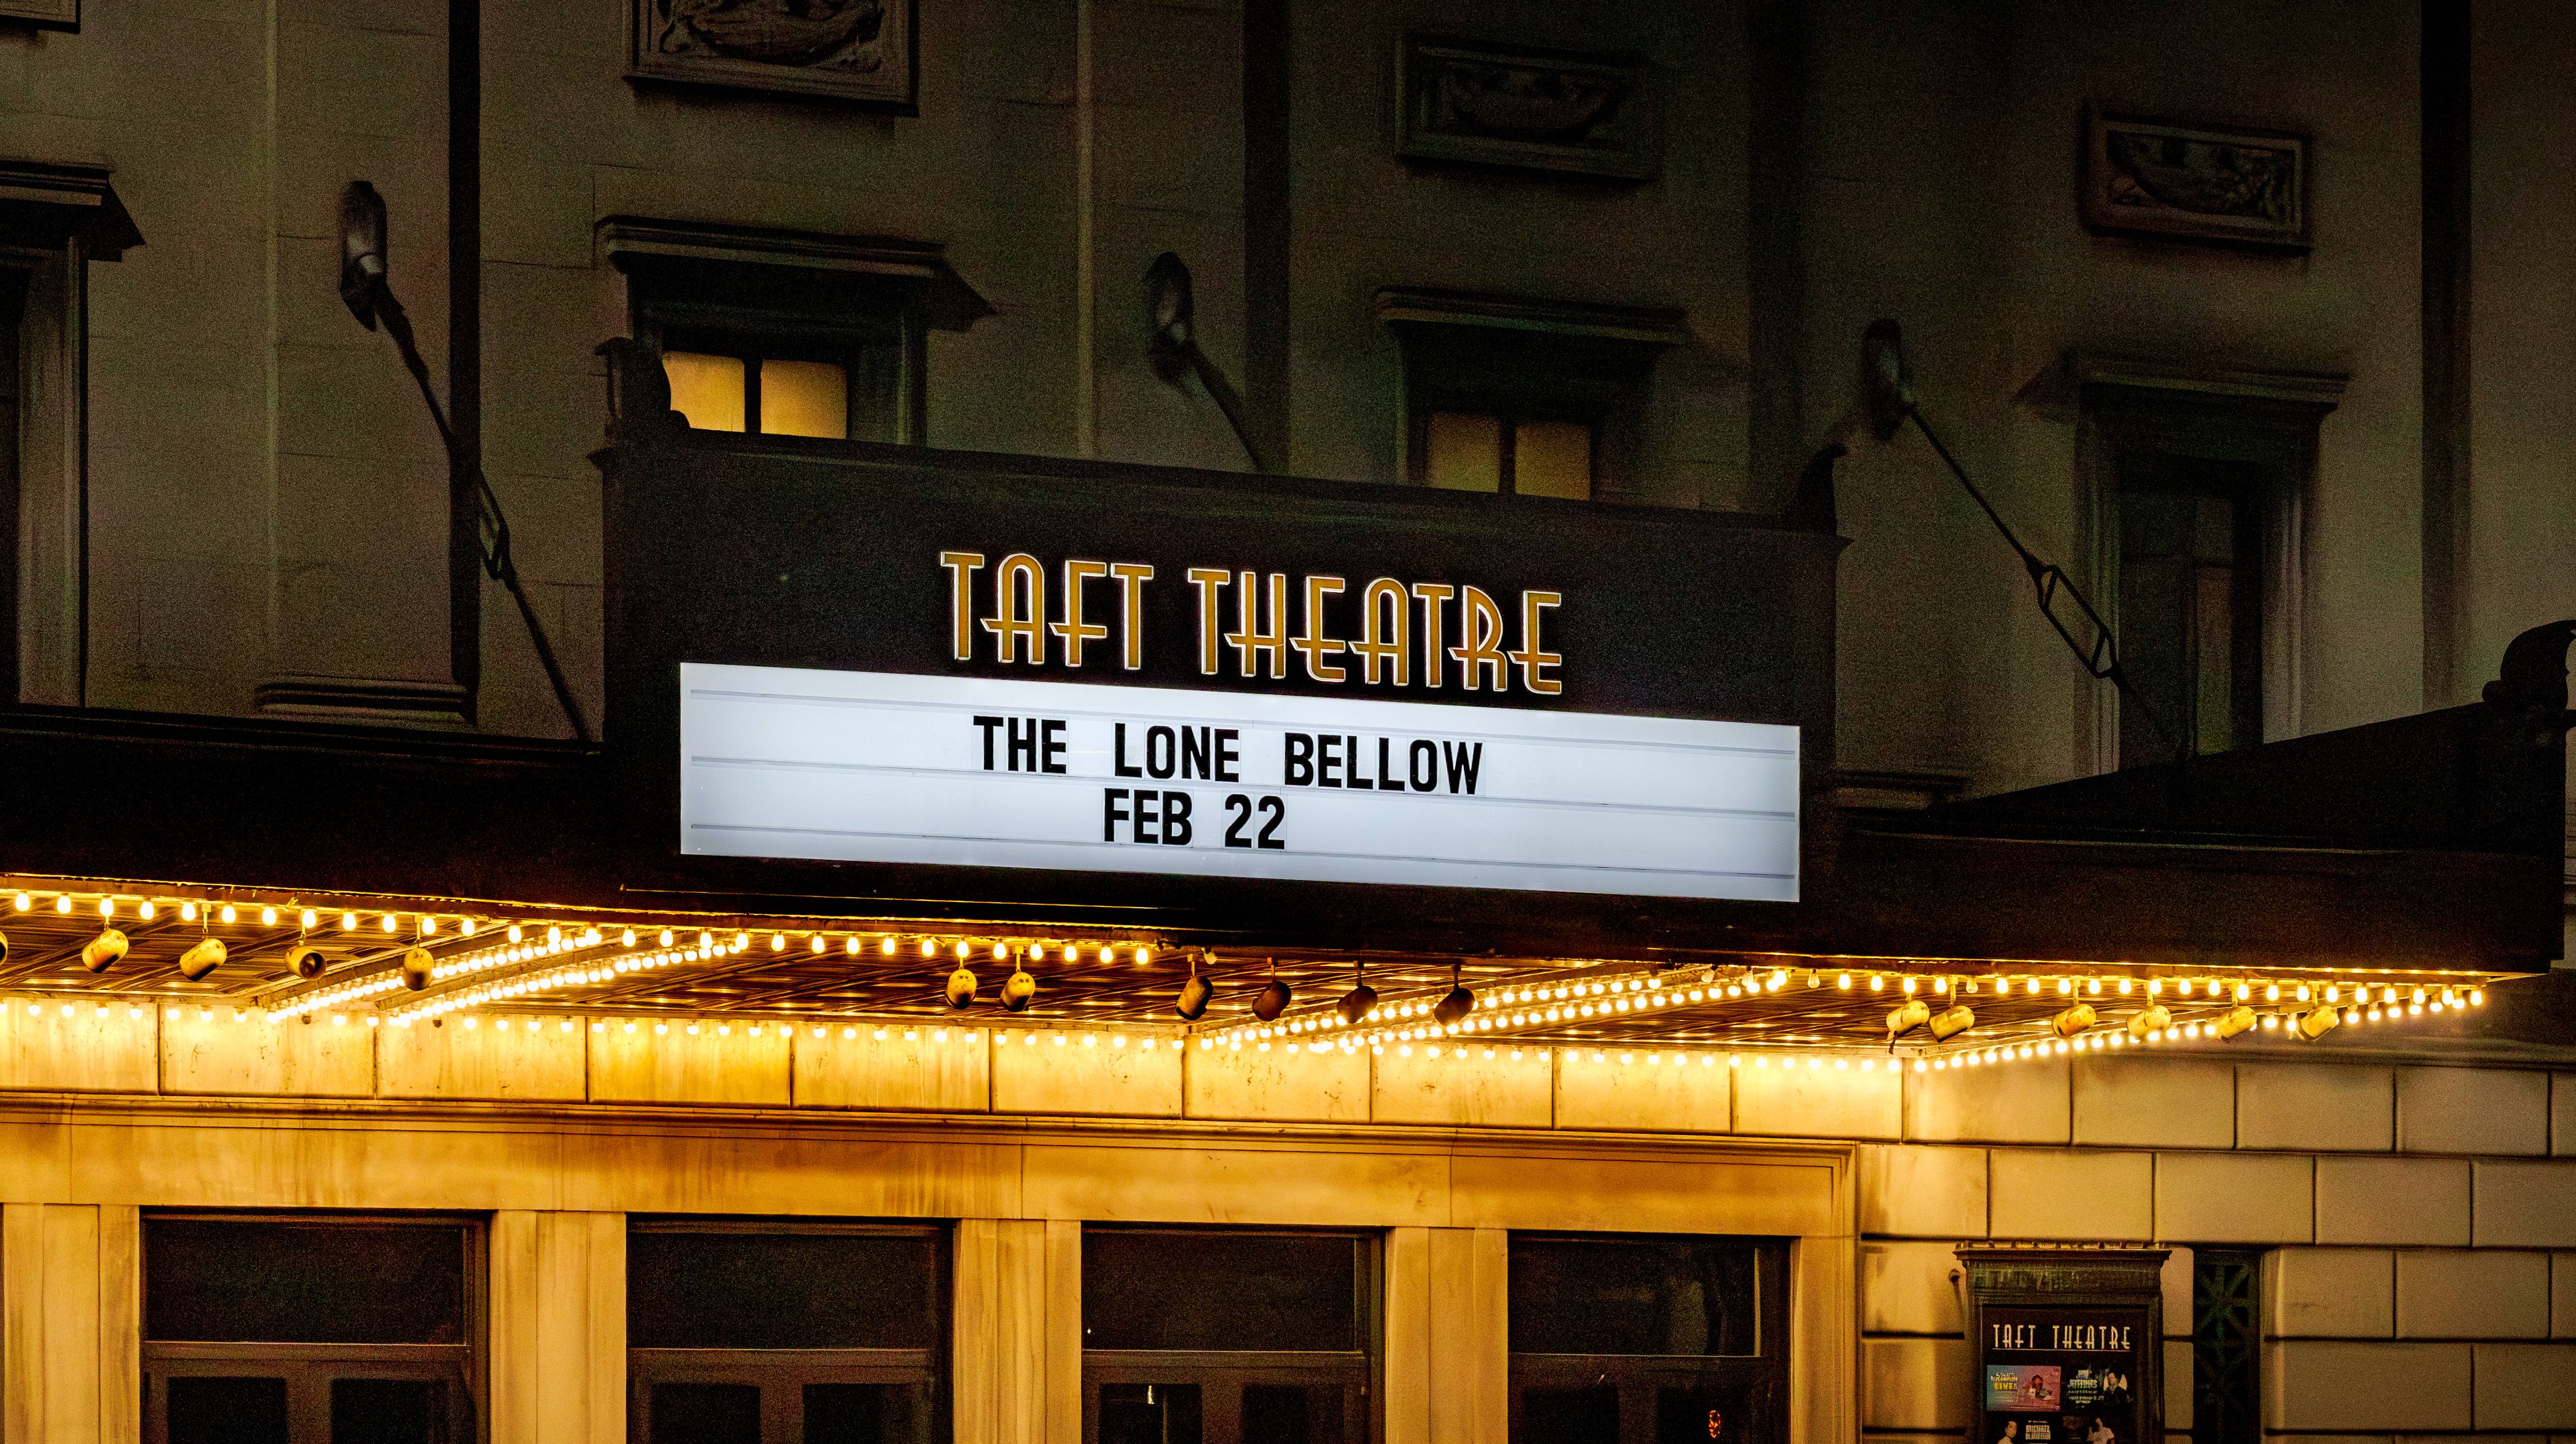 TAFT THEATRE
THE LONE BELLOW
FEB 22
TAFT THEATRE